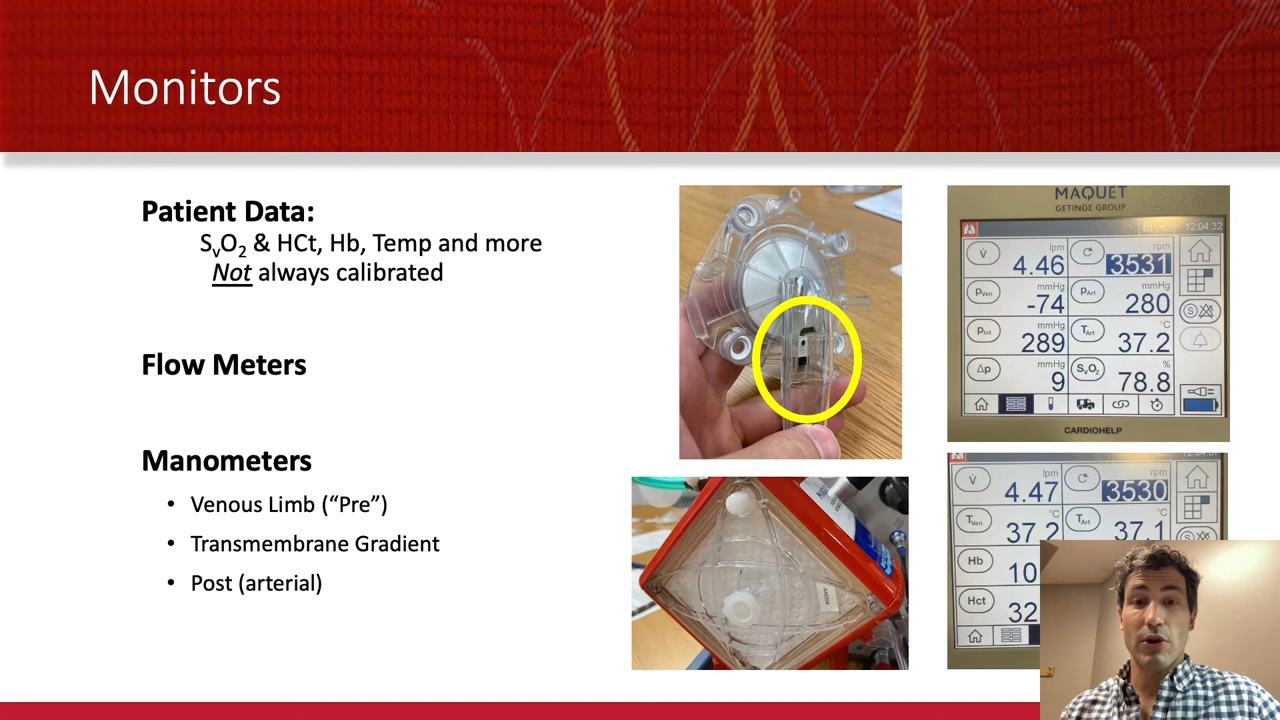 Monitors
Patient Data:
SvO2 & HCt, Hb, Temp and more
Not always calibrated
Flow Meters
Manometers
• Venous Limb (“Pre”)
• Transmembrane Gradient
• Post (arterial)
MAQUET
GETINGE GROUP
12:04:32
V lpm 4.46 rpm 3531
PVen mmHg -74 PArt mmHg 280
PInt mmHg 289 TArt °C 37.2
Δp mmHg 9 SvO2 % 78.8
CARDIOHELP
V lpm 4.47 rpm 3530
TVen °C 37.2 TArt °C 37.1
Hb 10
Hct 32